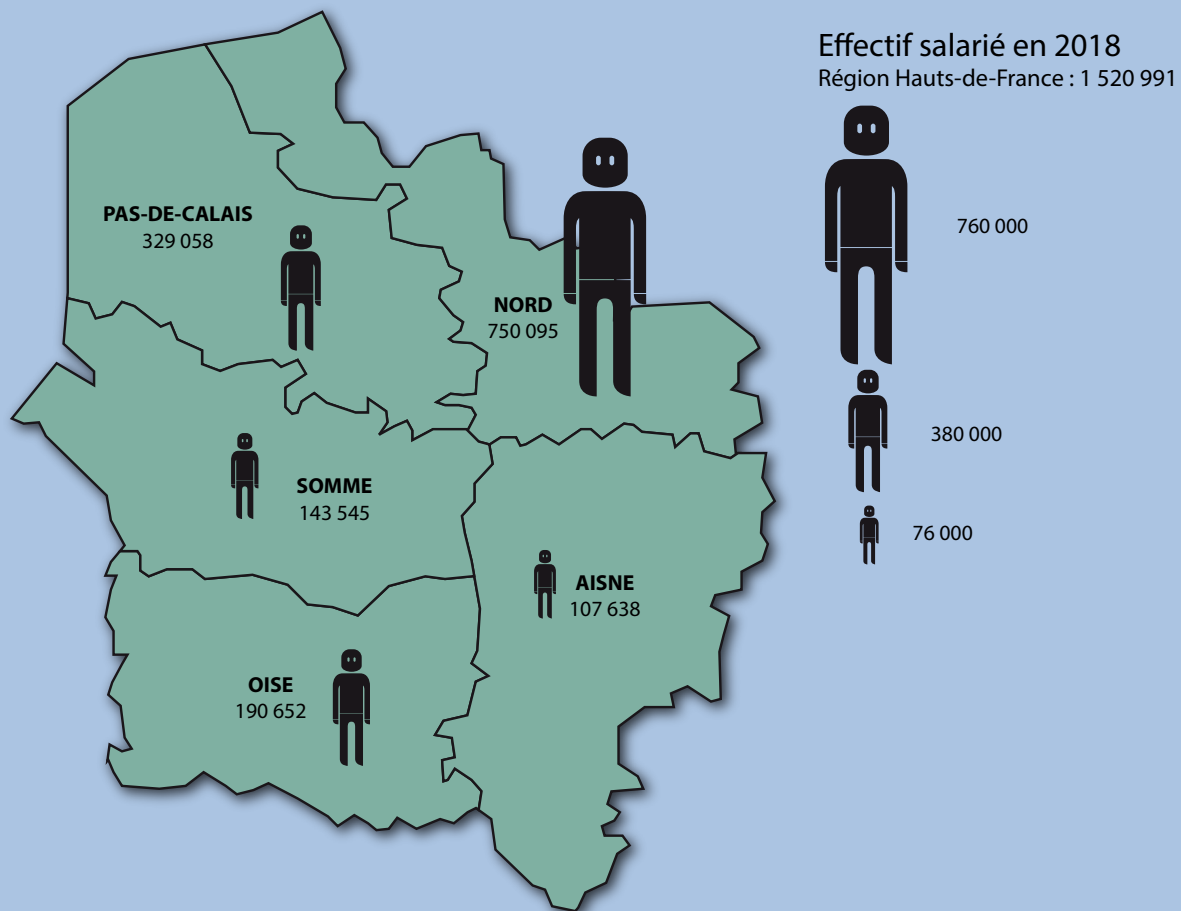 Effectif salarié en 2018
Région Hauts-de-France : 1 520 991
760 000
380 000
76 000
PAS-DE-CALAIS
329 058
NORD
750 095
SOMME
143 545
AISNE
107 638
OISE
190 652